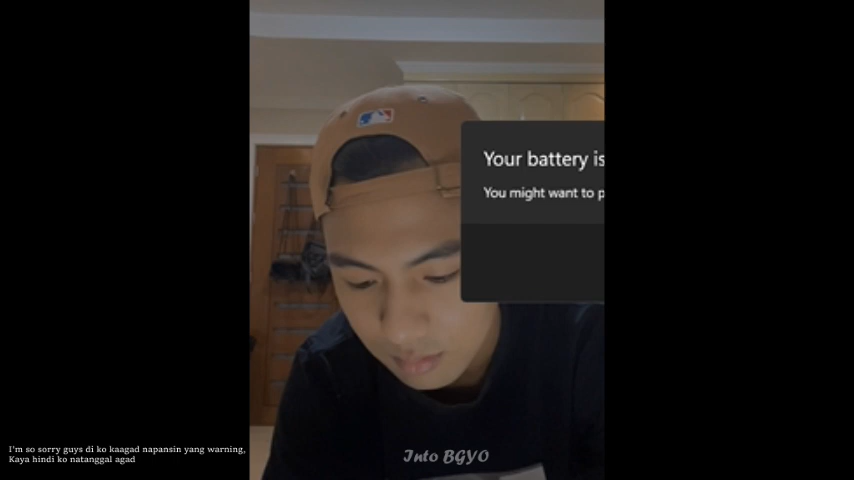 Your battery is
You might want to p
I'm so sorry guys di ko kaagad napansin yang warning,
Kaya hindi ko natanggal agad
Into BGYO